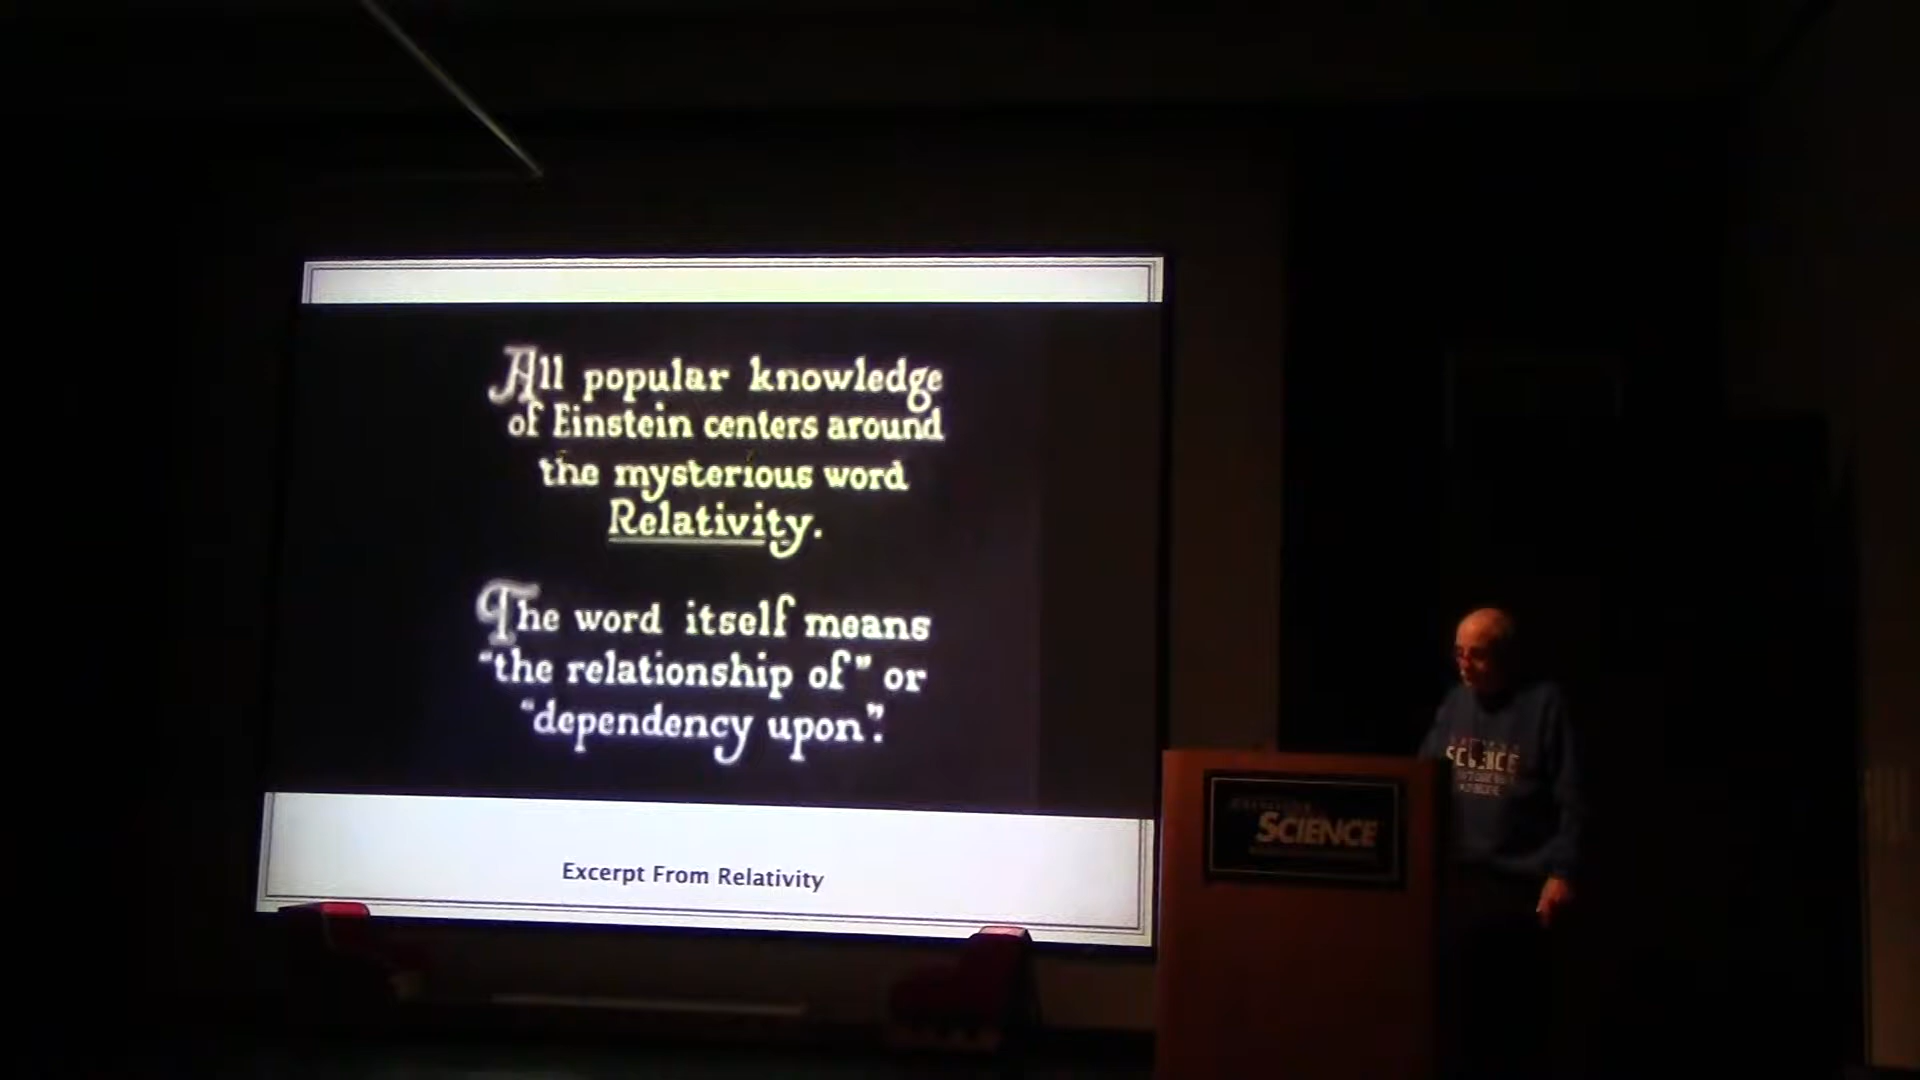 All popular knowledge
of Einstein centers around
the mysterious word
Relativity.
The word itself means
“the relationship of” or
“dependency upon”.
Excerpt From Relativity
SCIENCE
SCIENCE